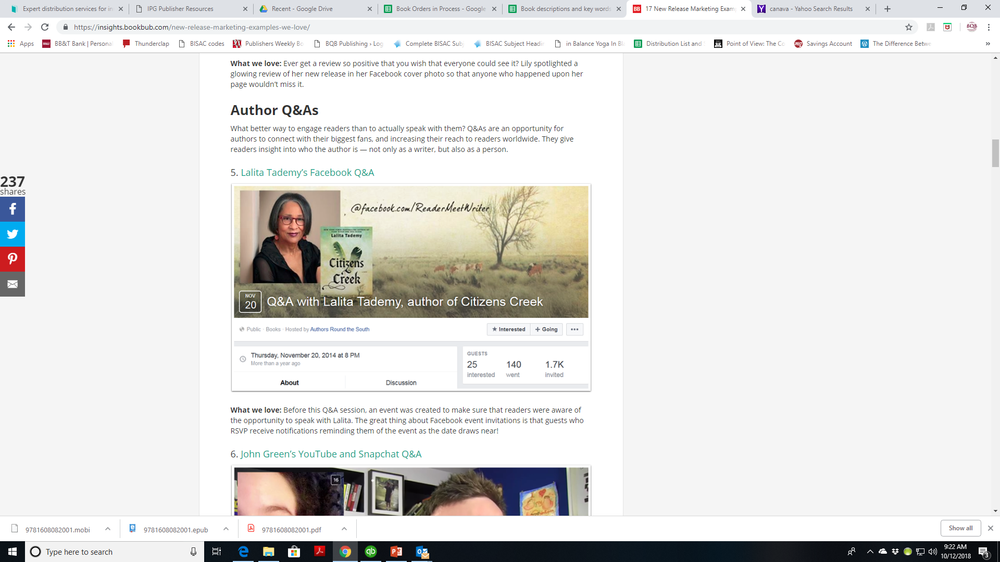 Expert distribution services for in
IPG Publisher Resources
Recent - Google Drive
Book Orders in Process - Google
Book descriptions and key words
17 New Release Marketing Exam
canava - Yahoo Search Results
https://insights.bookbub.com/new-release-marketing-examples-we-love/
Apps
BB&T Bank | Personal
Thunderclap
BISAC codes
Publishers Weekly Bo
BQB Publishing › Log
Complete BISAC Sub
BISAC Subject Headin
in Balance Yoga In Bl
Distribution List and
Point of View: The Co
Savings Account
The Difference Betwe
What we love: Ever get a review so positive that you wish that everyone could see it? Lily spotlighted a
glowing review of her new release in her Facebook cover photo so that anyone who happened upon her
page wouldn't miss it.
Author Q&As
What better way to engage readers than to actually speak with them? Q&As are an opportunity for
authors to connect with their biggest fans, and increasing their reach to readers worldwide. They give
readers insight into who the author is — not only as a writer, but also as a person.
237
shares
5. Lalita Tademy's Facebook Q&A
@facebook.com/ReaderMeetWriter
Lalita Tademy
Citizens
Creek
NOV
20
Q&A with Lalita Tademy, author of Citizens Creek
Public · Books · Hosted by Authors Round the South
Interested
Going
Thursday, November 20, 2014 at 8 PM
More than a year ago
GUESTS
25
140
1.7K
interested
went
invited
About
Discussion
What we love: Before this Q&A session, an event was created to make sure that readers were aware of
the opportunity to speak with Lalita. The great thing about Facebook event invitations is that guests who
RSVP receive notifications reminding them of the event as the date draws near!
6. John Green's YouTube and Snapchat Q&A
16
9781608082001.mobi
9781608082001.epub
9781608082001.pdf
Show all
Type here to search
9:22 AM
10/12/2018
3